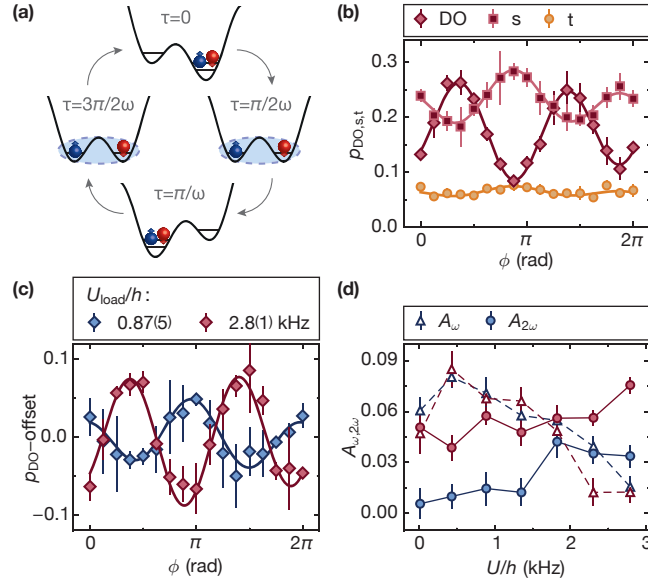 (a)
τ=0
τ=3π/2ω
τ=π/2ω
τ=π/ω
(b)
DO s t
p_DO,s,t
0.3
0.2
0.1
0.0
0 π 2π
ϕ (rad)
(c)
U_load/h :
0.87(5) 2.8(1) kHz
p_DO–offset
0.1
0.0
−0.1
0 π 2π
ϕ (rad)
(d)
A_ω A_2ω
A_ω,2ω
0.09
0.06
0.03
0.00
0 1 2 3
U/h (kHz)